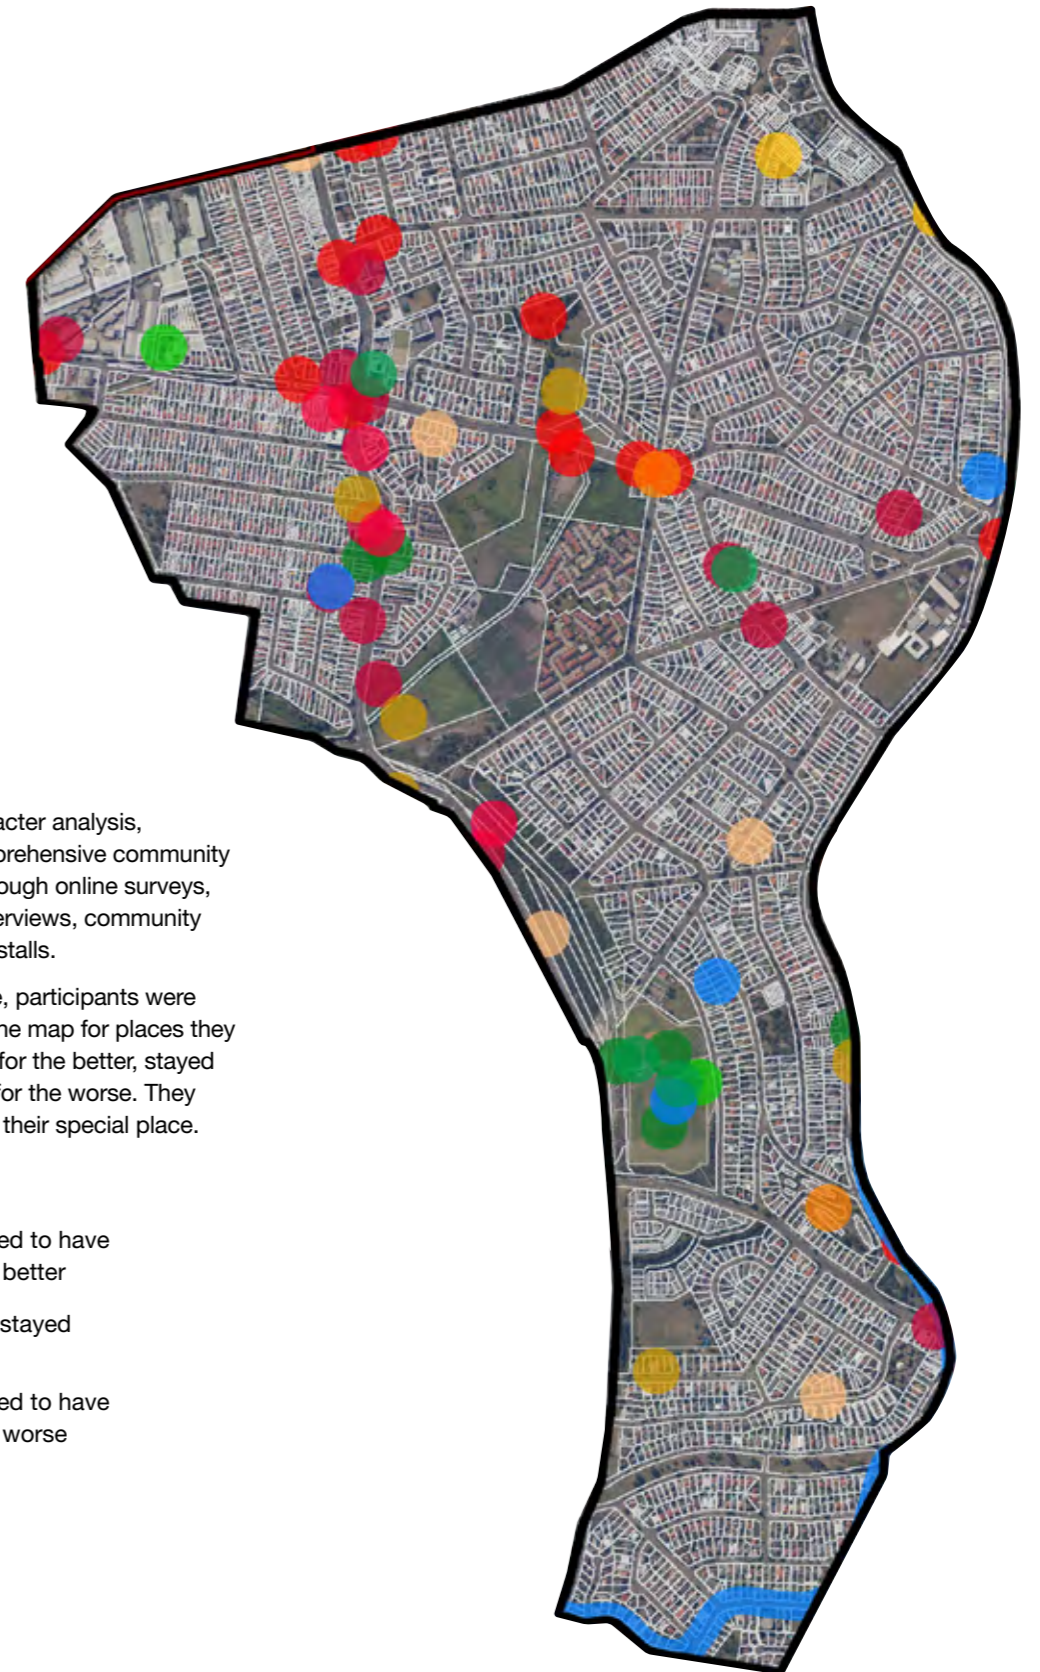 acter analysis,
prehensive community
ough online surveys,
erviews, community
stalls.
e, participants were
he map for places they
for the better, stayed
for the worse. They
their special place.
ed to have
better
stayed
ed to have
worse